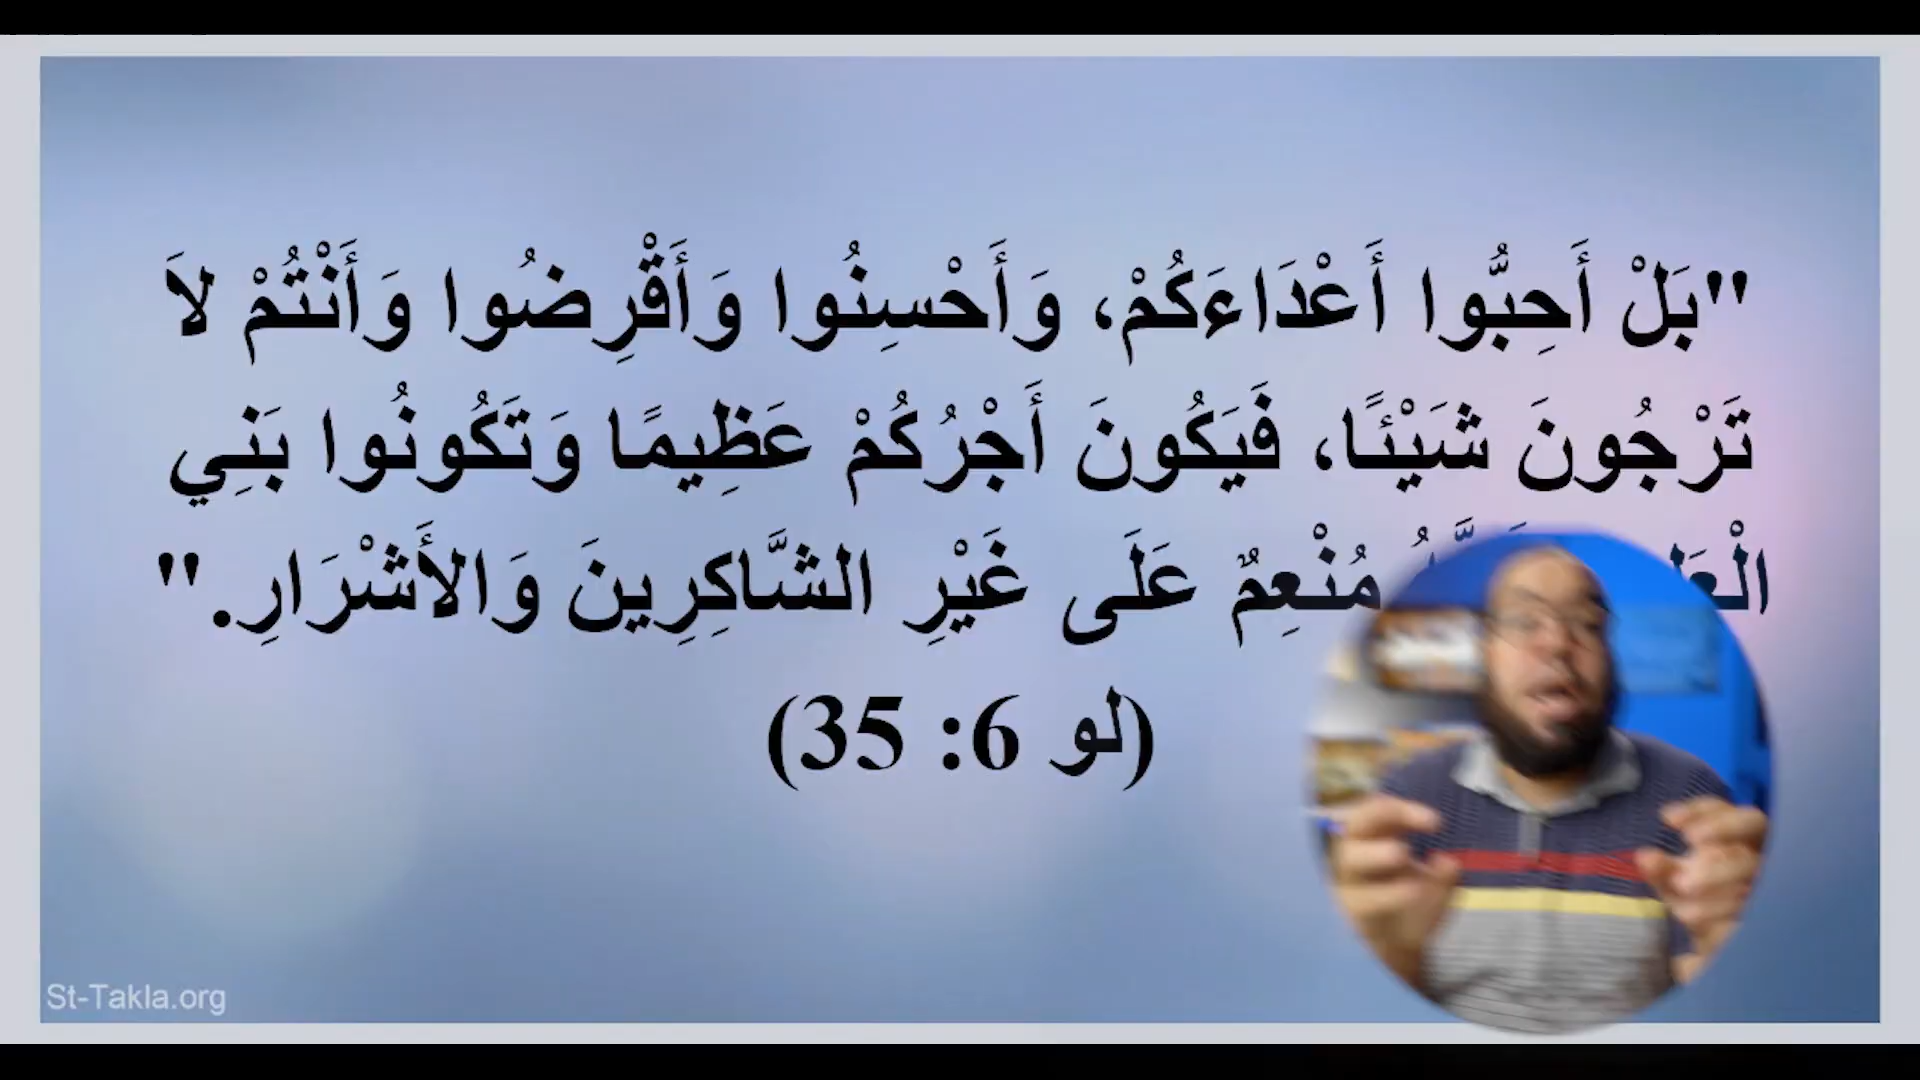 "بَلْ أَحِبُّوا أَعْدَاءَكُمْ، وَأَحْسِنُوا وَأَقْرِضُوا وَأَنْتُمْ لاَ
تَرْجُونَ شَيْئًا، فَيَكُونَ أَجْرُكُمْ عَظِيمًا وَتَكُونُوا بَنِي
مُنْعِمٌ عَلَى غَيْرِ الشَّاكِرِينَ وَالأَشْرَارِ."
(لو 6: 35)
St-Takla.org